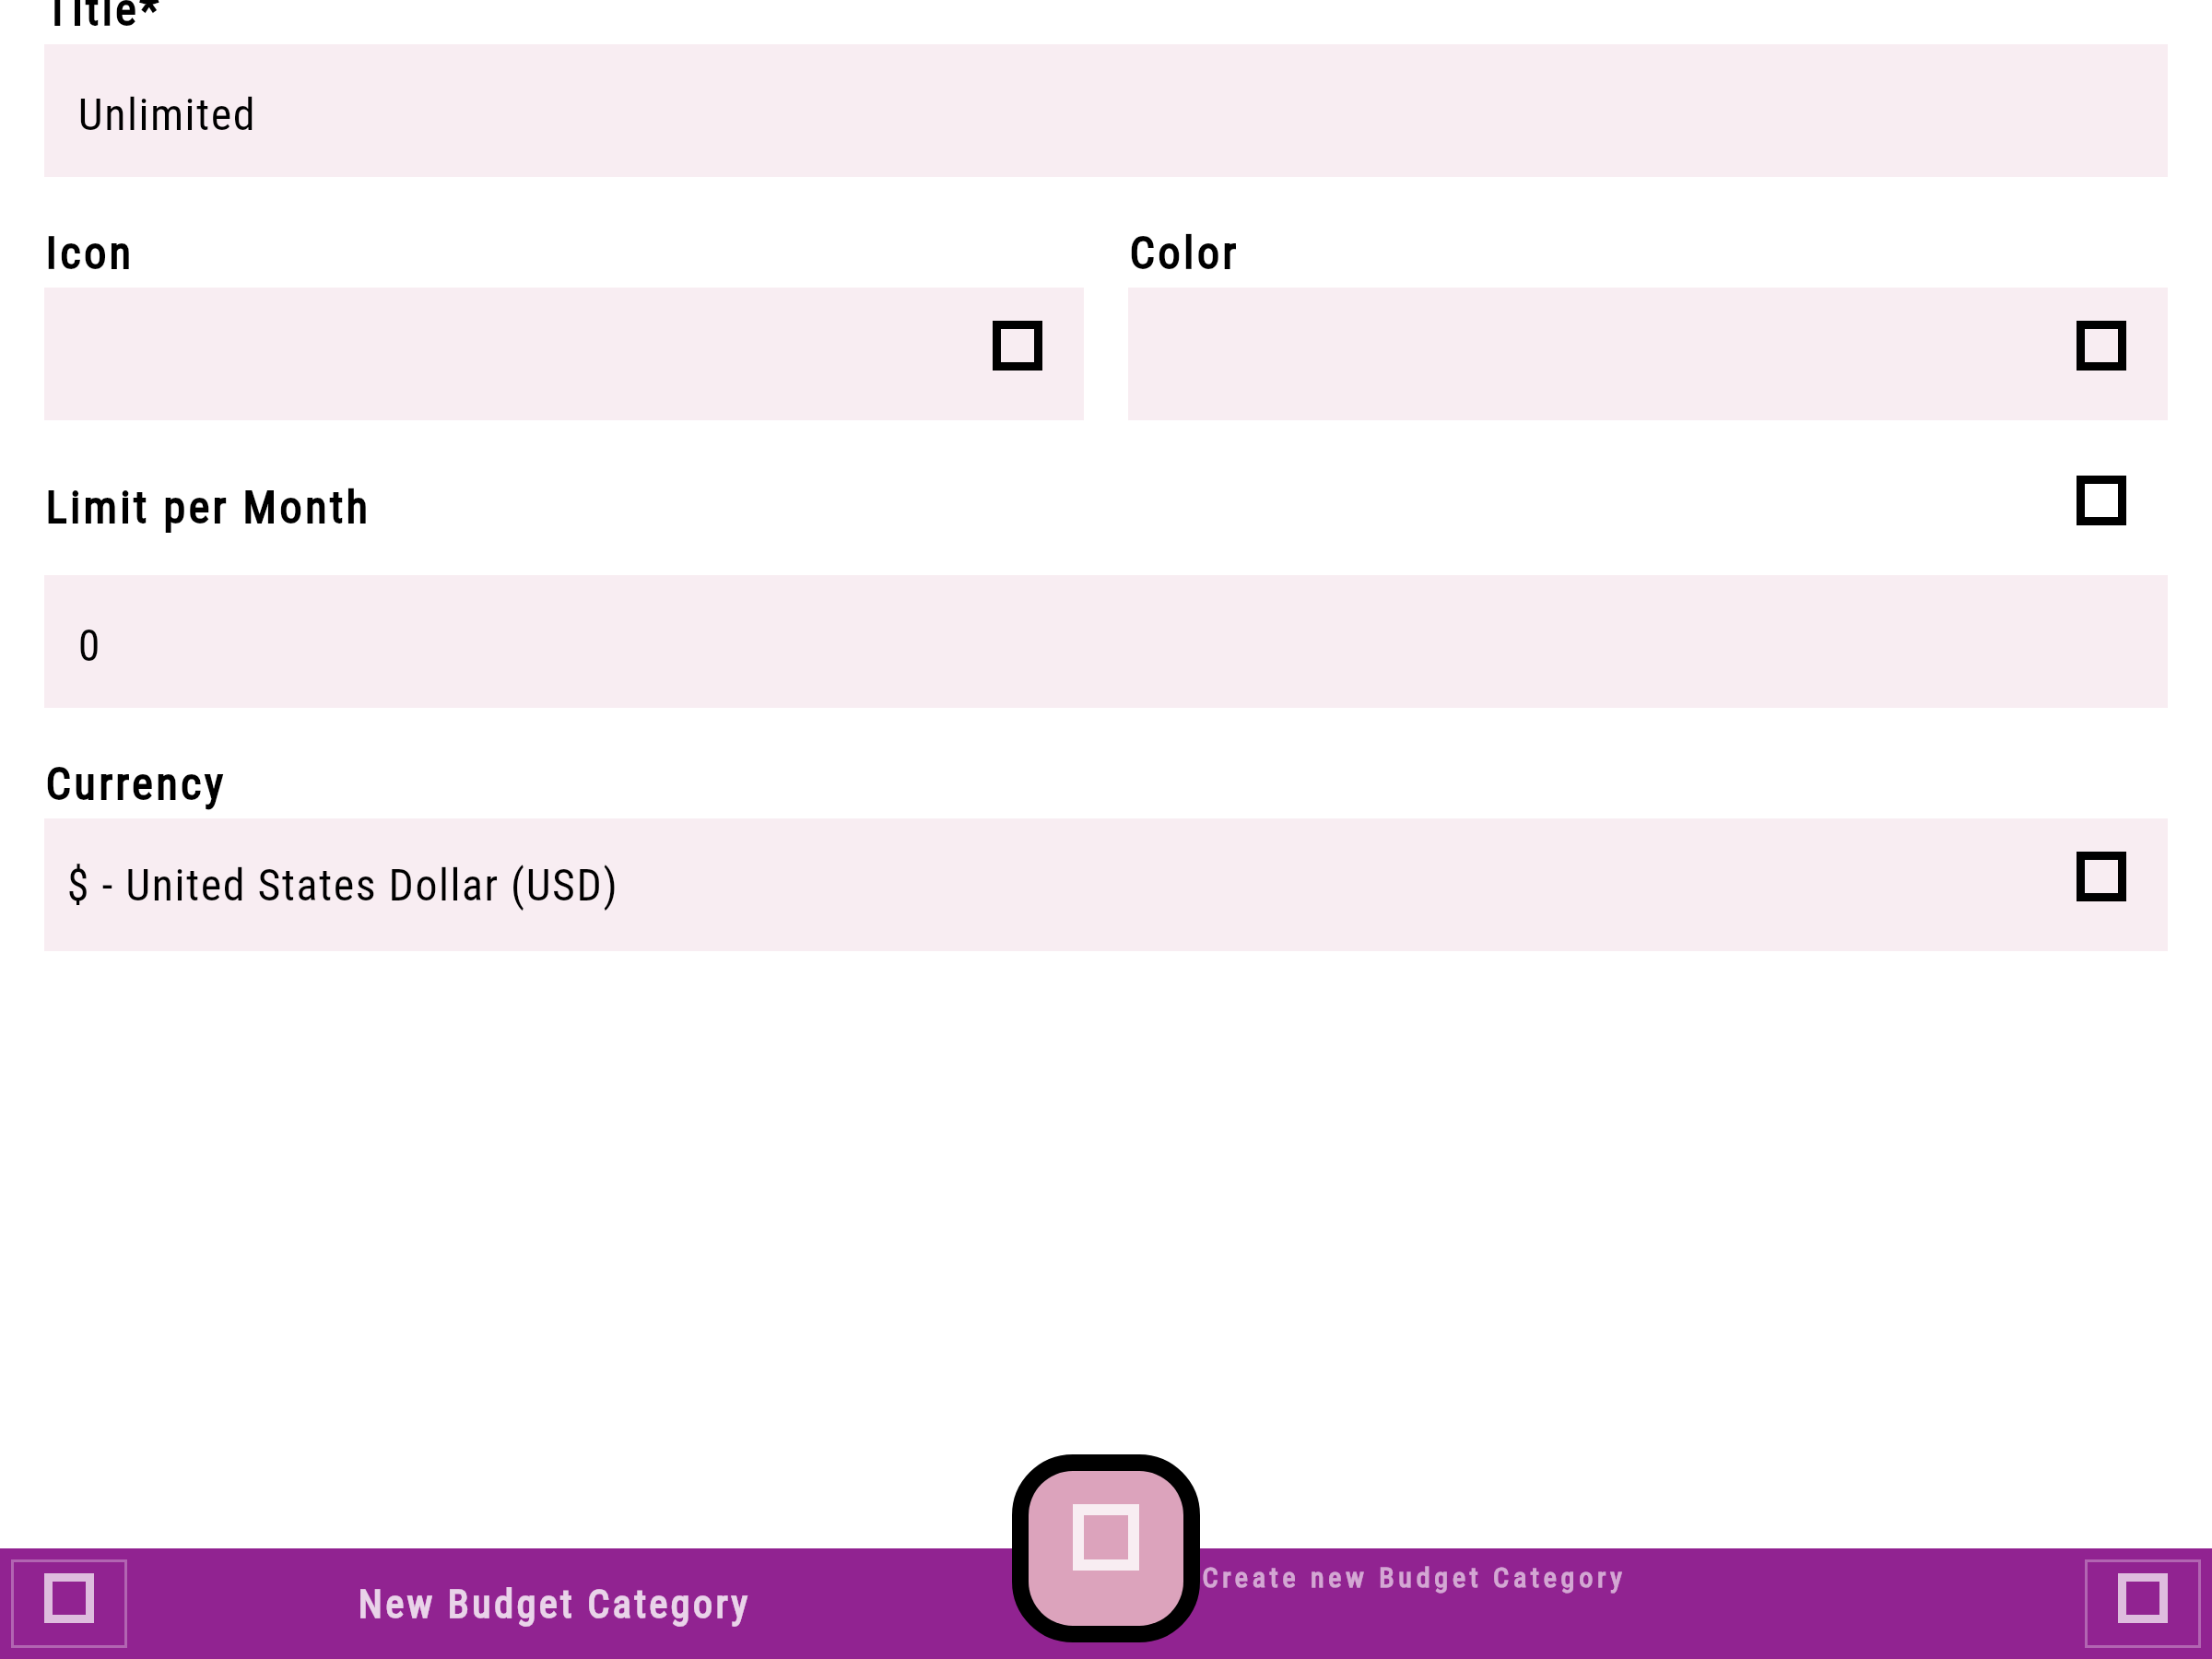 Title*
Unlimited
Icon
Color
Limit per Month
0
Currency
$ - United States Dollar (USD)
New Budget Category
Create new Budget Category